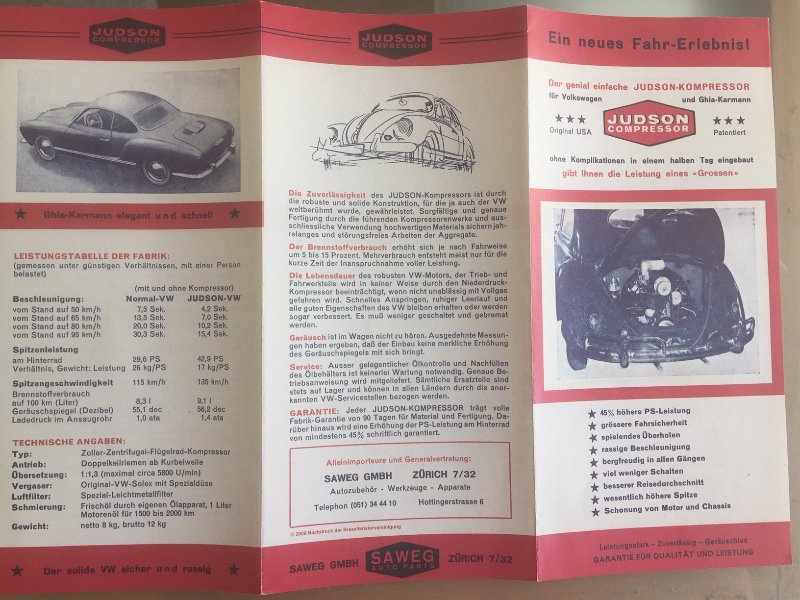 JUDSON
COMPRESSOR
★ Ghia-Karmann elegant und schnell ★
LEISTUNGSTABELLE DER FABRIK:
(gemessen unter günstigen Verhältnissen, mit einer Person
belastet)
(mit und ohne Kompressor)
Beschleunigung: Normal-VW JUDSON-VW
vom Stand auf 50 km/h 7,5 Sek. 4,2 Sek.
vom Stand auf 65 km/h 13,5 Sek. 7,0 Sek.
vom Stand auf 80 km/h 20,0 Sek. 10,2 Sek.
vom Stand auf 95 km/h 30,3 Sek. 15,4 Sek.
Spitzenleistung
am Hinterrad 29,6 PS 42,9 PS
Verhältnis, Gewicht: Leistung 26 kg/PS 17 kg/PS
Spitzengeschwindigkeit 115 km/h 135 km/h
Brennstoffverbrauch
auf 100 km (Liter) 8,3 l 9,1 l
Geräuschspiegel (Dezibel) 55,1 dec 56,2 dec
Ladedruck im Ansaugrohr 1,0 ata 1,4 ata
TECHNISCHE ANGABEN:
Typ: Zoller-Zentrifugal-Flügelrad-Kompressor
Antrieb: Doppelkeilriemen ab Kurbelwelle
Übersetzung: 1:1,3 (maximal circa 5800 U/min)
Vergaser: Original-VW-Solex mit Spezialdüse
Luftfilter: Spezial-Leichtmetallfilter
Schmierung: Frischöl durch eigenen Ölapparat, 1 Liter
Motorenöl für 1500 bis 2000 km
Gewicht: netto 8 kg, brutto 12 kg
★ Der solide VW sicher und rassig ★
JUDSON
COMPRESSOR
Die Zuverlässigkeit des JUDSON-Kompressors ist durch
die robuste und solide Konstruktion, für die ja auch der VW
weltberühmt wurde, gewährleistet. Sorgfältige und genaue
Fertigung durch die führenden Kompressorenwerke und aus-
schliessliche Verwendung hochwertigen Materials sichern jah-
relanges und störungsfreies Arbeiten der Aggregate.
Der Brennstoffverbrauch erhöht sich je nach Fahrweise
um 5 bis 15 Prozent. Mehrverbrauch entsteht meist nur für die
kurze Zeit der Inanspruchnahme voller Leistung.
Die Lebensdauer des robusten VW-Motors, der Trieb- und
Fahrwerkteile wird in keiner Weise durch den Niederdruck-
Kompressor beeinträchtigt, wenn nicht unablässig mit Vollgas
gefahren wird. Schnelles Anspringen, ruhiger Leerlauf und
alle guten Eigenschaften des VW bleiben erhalten oder werden
sogar verbessert. Es muß weniger geschaltet und gebremst
werden.
Geräusch ist im Wagen nicht zu hören. Ausgedehnte Messun-
gen haben ergeben, daß der Einbau keine merkliche Erhöhung
des Geräuschspiegels mit sich bringt.
Service: Ausser gelegentlicher Ölkontrolle und Nachfüllen
des Ölbehälters ist keinerlei Wartung notwendig. Genaue Be-
triebsanweisung wird mitgeliefert. Sämtliche Ersatzteile sind
stets auf Lager und können in allen Ländern durch die aner-
kannten VW-Servicestellen bezogen werden.
GARANTIE: Jeder JUDSON-KOMPRESSOR trägt volle
Fabrik-Garantie von 90 Tagen für Material und Fertigung. Da-
rüber hinaus wird eine Erhöhung der PS-Leistung am Hinterrad
von mindestens 45% schriftlich garantiert.
Alleinimporteure und Generalvertretung:
SAWEG GMBH ZÜRICH 7/32
Autozubehör - Werkzeuge - Apparate
Telephon (051) 34 44 10 Hottingerstrasse 6
© 2000 Nachdruck der Brezelfenstervereinigung
SAWEG GMBH SAWEG AUTO PARTS ZÜRICH 7/32
Ein neues Fahr-Erlebnis!
Der genial einfache JUDSON-KOMPRESSOR
für Volkswagen und Ghia-Karmann
JUDSON
COMPRESSOR
★★★ ★★★
Original USA Patentiert
ohne Komplikationen in einem halben Tag eingebaut
gibt Ihnen die Leistung eines «Grossen»
★ 45% höhere PS-Leistung
★ grössere Fahrsicherheit
★ spielendes Überholen
★ rassige Beschleunigung
★ bergfreudig in allen Gängen
★ viel weniger Schalten
★ besserer Reisedurchschnitt
★ wesentlich höhere Spitze
★ Schonung von Motor und Chassis
Leistungsstark – Zuverlässig – Geräuschlos
GARANTIE FÜR QUALITÄT UND LEISTUNG